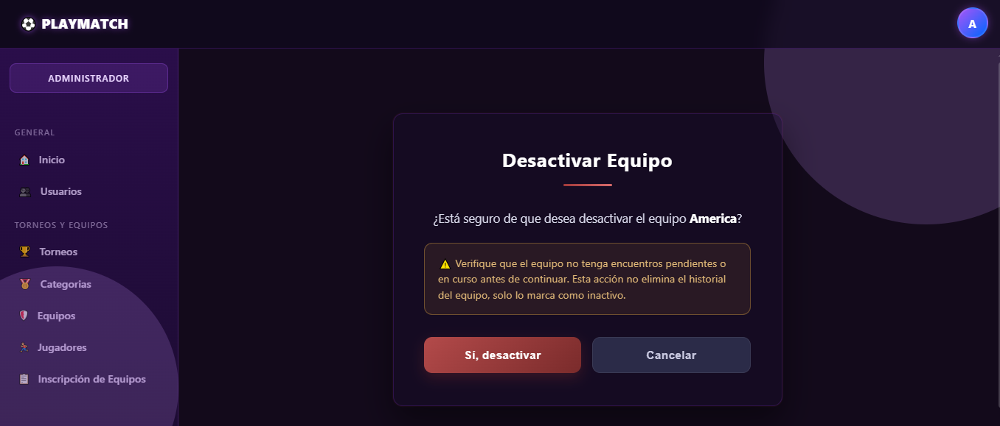 PLAYMATCH
A
ADMINISTRADOR
GENERAL
Inicio
Usuarios
TORNEOS Y EQUIPOS
Torneos
Categorias
Equipos
Jugadores
Inscripción de Equipos
Desactivar Equipo
¿Está seguro de que desea desactivar el equipo America?
Verifique que el equipo no tenga encuentros pendientes o
en curso antes de continuar. Esta acción no elimina el historial
del equipo, solo lo marca como inactivo.
Sí, desactivar
Cancelar